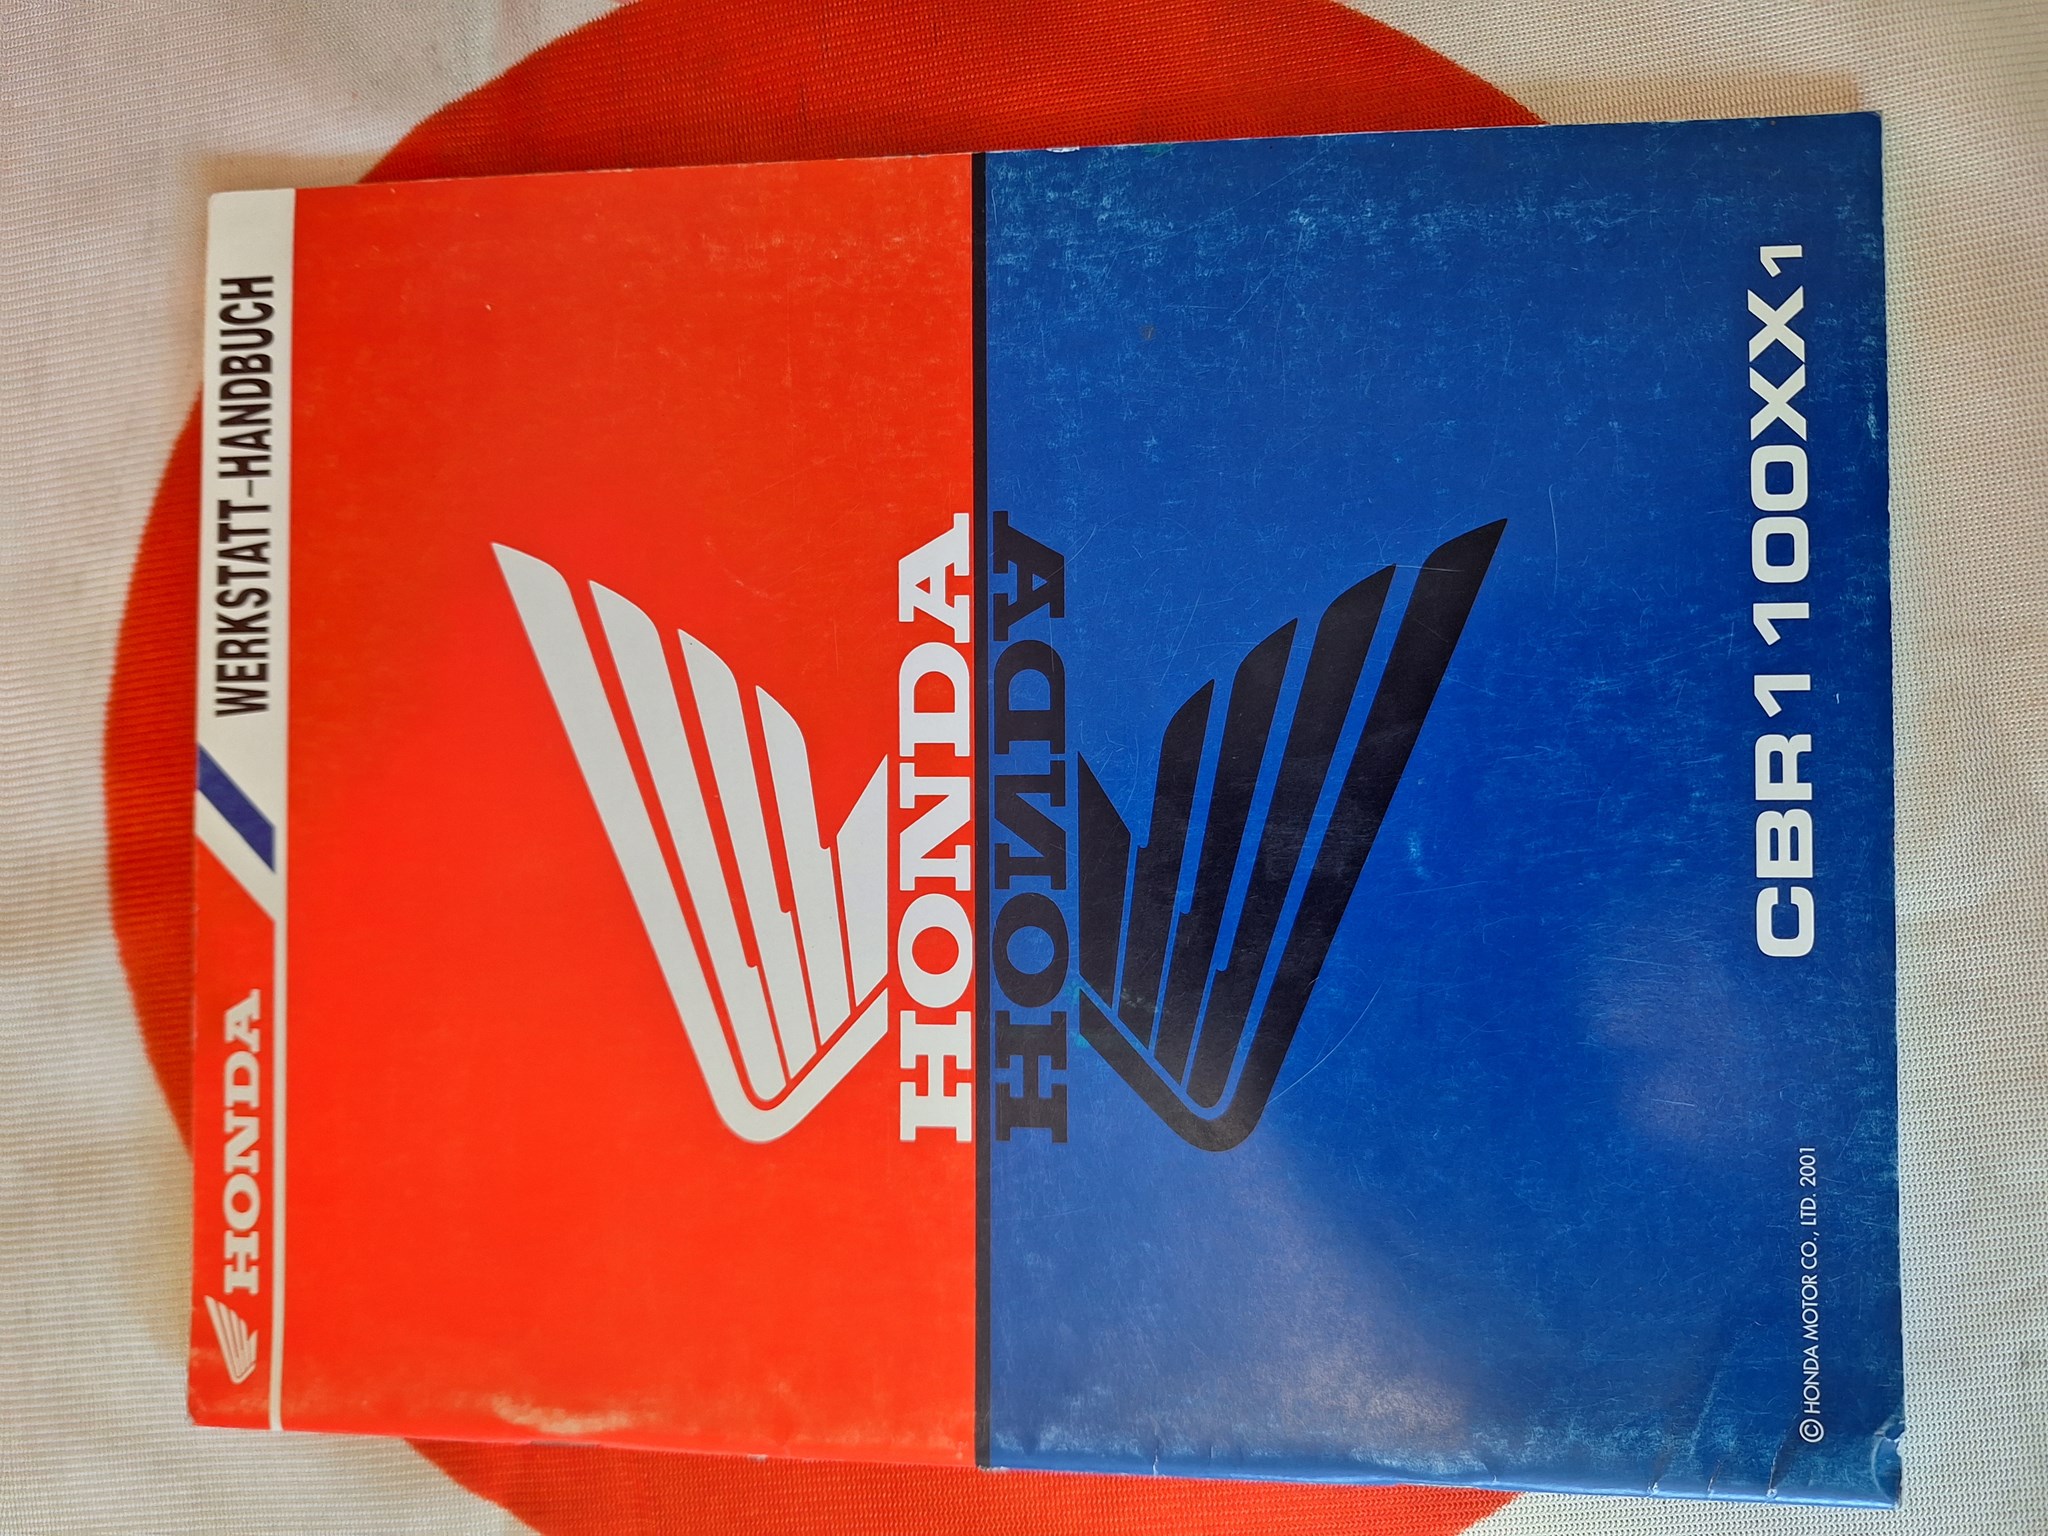 HONDA
WERKSTATT-HANDBUCH
HONDA
HONDA
CBR1100XX1
© HONDA MOTOR CO., LTD. 2001